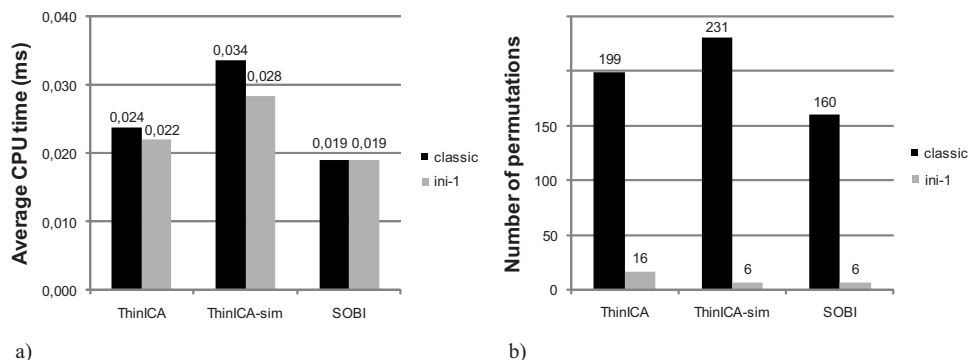 Average CPU time (ms)
0,040
0,030
0,020
0,010
0,000
0,024
0,022
0,034
0,028
0,019
0,019
ThinICA
ThinICA-sim
SOBI
classic
ini-1
a)
Number of permutations
200
150
100
50
0
199
16
231
6
160
6
ThinICA
ThinICA-sim
SOBI
classic
ini-1
b)